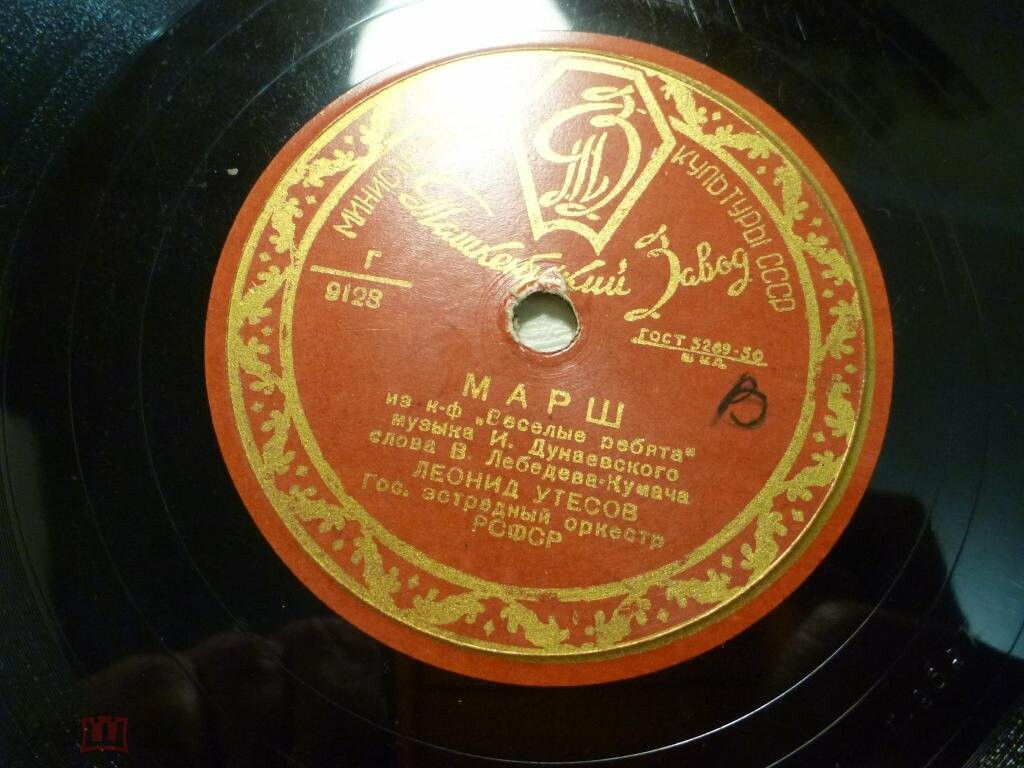 ТЗ
КУЛЬТУРЫ СССР
Ташкентский Завод
Г
9128
ГОСТ 5289-50
МАРШ
из к-ф „Веселые ребята"
музыка И. Дунаевского
слова В. Лебедева-Кумача
ЛЕОНИД УТЕСОВ
Гос. эстрадный оркестр
РСФСР
В